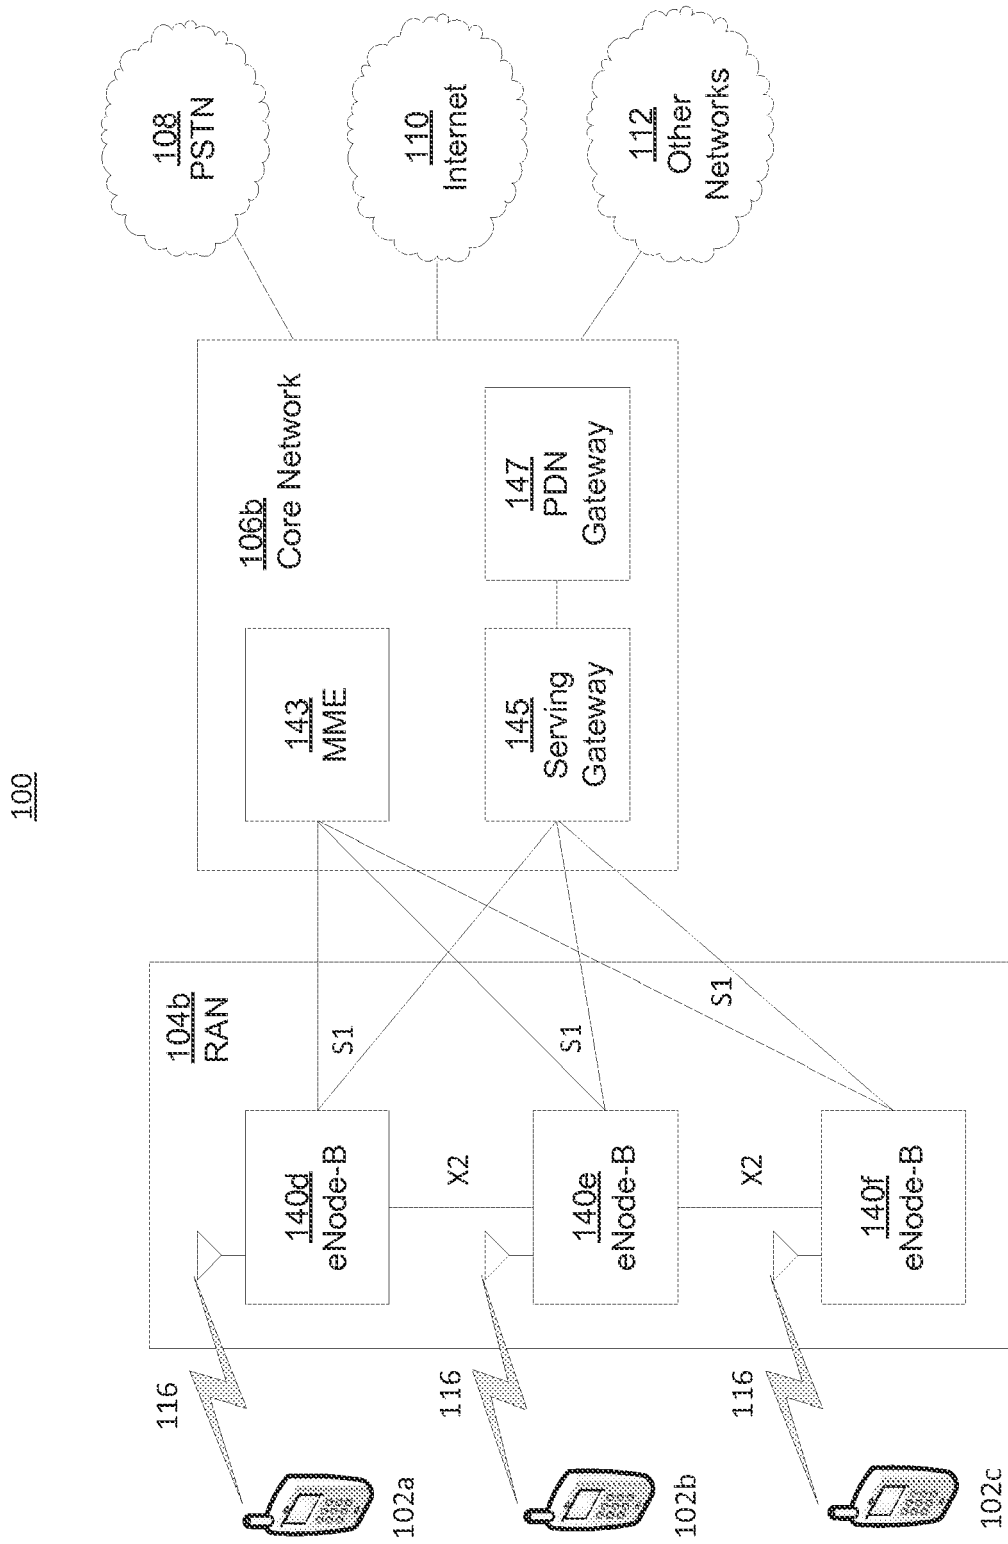 100
102a
116
104b
RAN
140d
eNode-B
S1
X2
102b
116
140e
eNode-B
S1
X2
102c
116
140f
eNode-B
S1
106b
Core Network
143
MME
145
Serving
Gateway
147
PDN
Gateway
108
PSTN
110
Internet
112
Other
Networks